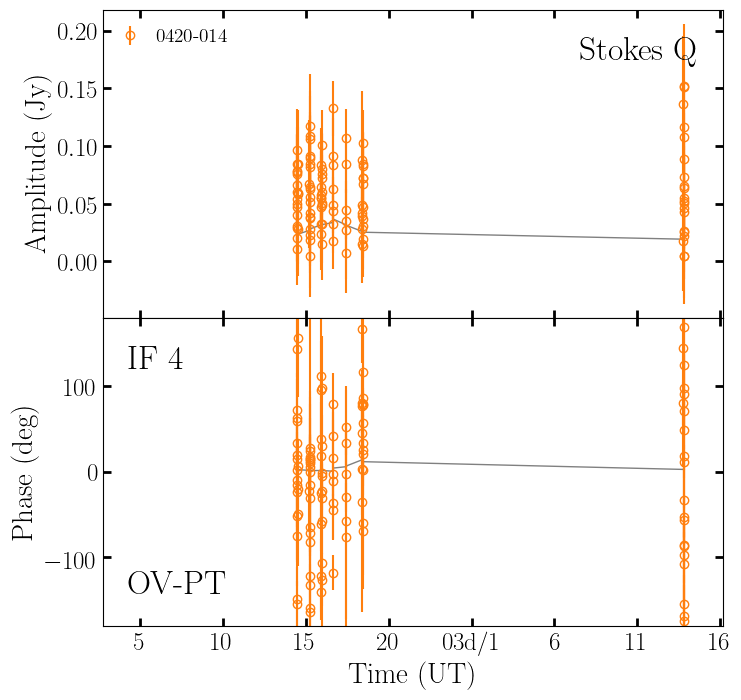 0420-014
Stokes Q
0.20
0.15
0.10
0.05
0.00
Amplitude (Jy)
IF 4
100
0
−100
Phase (deg)
OV-PT
5 10 15 20 03d/1 6 11 16
Time (UT)